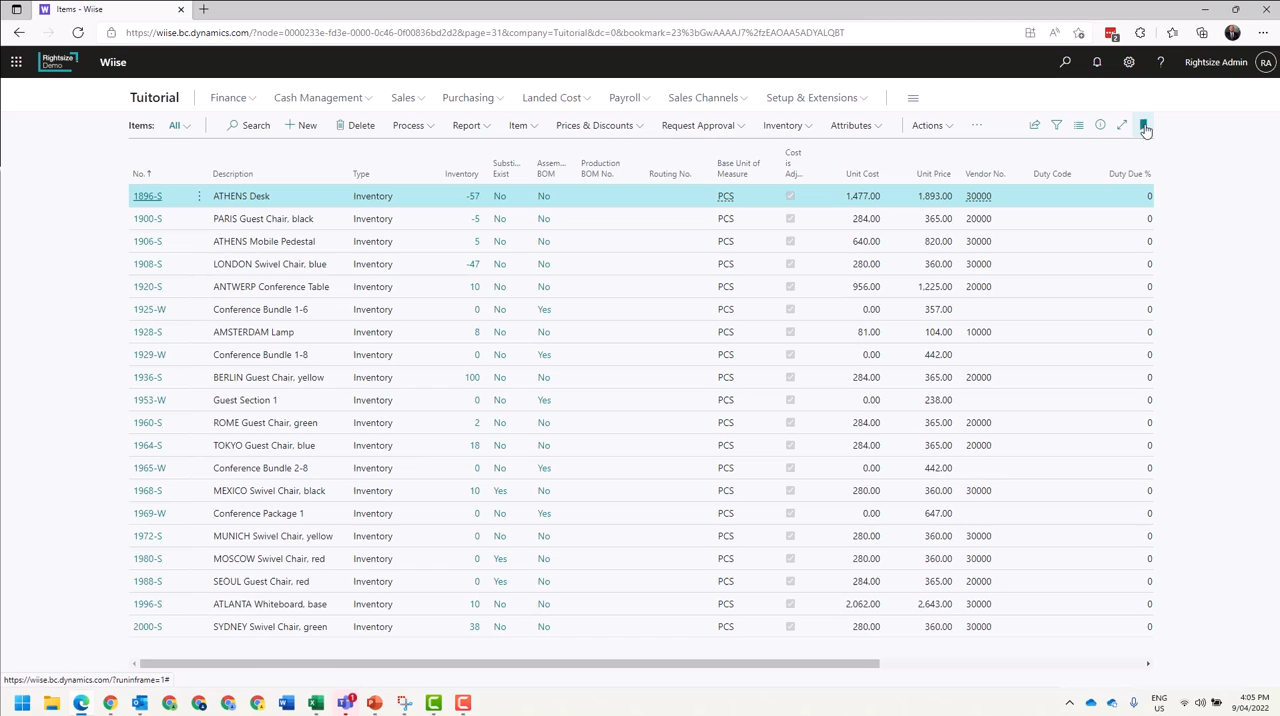 Items - Wiise
https://wiise.bc.dynamics.com/?node=0000233e-fd3e-0000-0c46-0ff036bd2d2&page=31&company=Tuitorial&dc=0&bookmark=23%3bGwAAAAJ7%2fzEAOAA5ADYALQBT
2
Rightsize Demo
Wiise
Rightsize Admin RA
Tuitorial Finance Cash Management Sales Purchasing Landed Cost Payroll Sales Channels Setup & Extensions
Items: All Search New Delete Process Report Item Prices & Discounts Request Approval Inventory Attributes Actions ...
No. ↑ Description Type Inventory Substi... Exist Assem... BOM Production BOM No. Routing No. Base Unit of Measure Cost is Adj... Unit Cost Unit Price Vendor No. Duty Code Duty Due %
1896-S ATHENS Desk Inventory -57 No No PCS 1,477.00 1,893.00 30000 0
1900-S PARIS Guest Chair, black Inventory -5 No No PCS 284.00 365.00 20000 0
1906-S ATHENS Mobile Pedestal Inventory 5 No No PCS 640.00 820.00 30000 0
1908-S LONDON Swivel Chair, blue Inventory -47 No No PCS 280.00 360.00 30000 0
1920-S ANTWERP Conference Table Inventory 10 No No PCS 956.00 1,225.00 20000 0
1925-W Conference Bundle 1-6 Inventory 0 No Yes PCS 0.00 357.00 0
1928-S AMSTERDAM Lamp Inventory 8 No No PCS 81.00 104.00 10000 0
1929-W Conference Bundle 1-8 Inventory 0 No Yes PCS 0.00 442.00 0
1936-S BERLIN Guest Chair, yellow Inventory 100 No No PCS 284.00 365.00 20000 0
1953-W Guest Section 1 Inventory 0 No Yes PCS 0.00 238.00 0
1960-S ROME Guest Chair, green Inventory 2 No No PCS 284.00 365.00 20000 0
1964-S TOKYO Guest Chair, blue Inventory 18 No No PCS 284.00 365.00 20000 0
1965-W Conference Bundle 2-8 Inventory 0 No Yes PCS 0.00 442.00 0
1968-S MEXICO Swivel Chair, black Inventory 10 Yes No PCS 280.00 360.00 30000 0
1969-W Conference Package 1 Inventory 0 No Yes PCS 0.00 647.00 0
1972-S MUNICH Swivel Chair, yellow Inventory 0 No No PCS 280.00 360.00 30000 0
1980-S MOSCOW Swivel Chair, red Inventory 0 Yes No PCS 280.00 360.00 30000 0
1988-S SEOUL Guest Chair, red Inventory 0 Yes No PCS 284.00 365.00 20000 0
1996-S ATLANTA Whiteboard, base Inventory 10 No No PCS 2,062.00 2,643.00 30000 0
2000-S SYDNEY Swivel Chair, green Inventory 38 No No PCS 280.00 360.00 30000 0
https://wiise.bc.dynamics.com/?runinframe=1#
1
ENG US
4:05 PM
9/04/2022